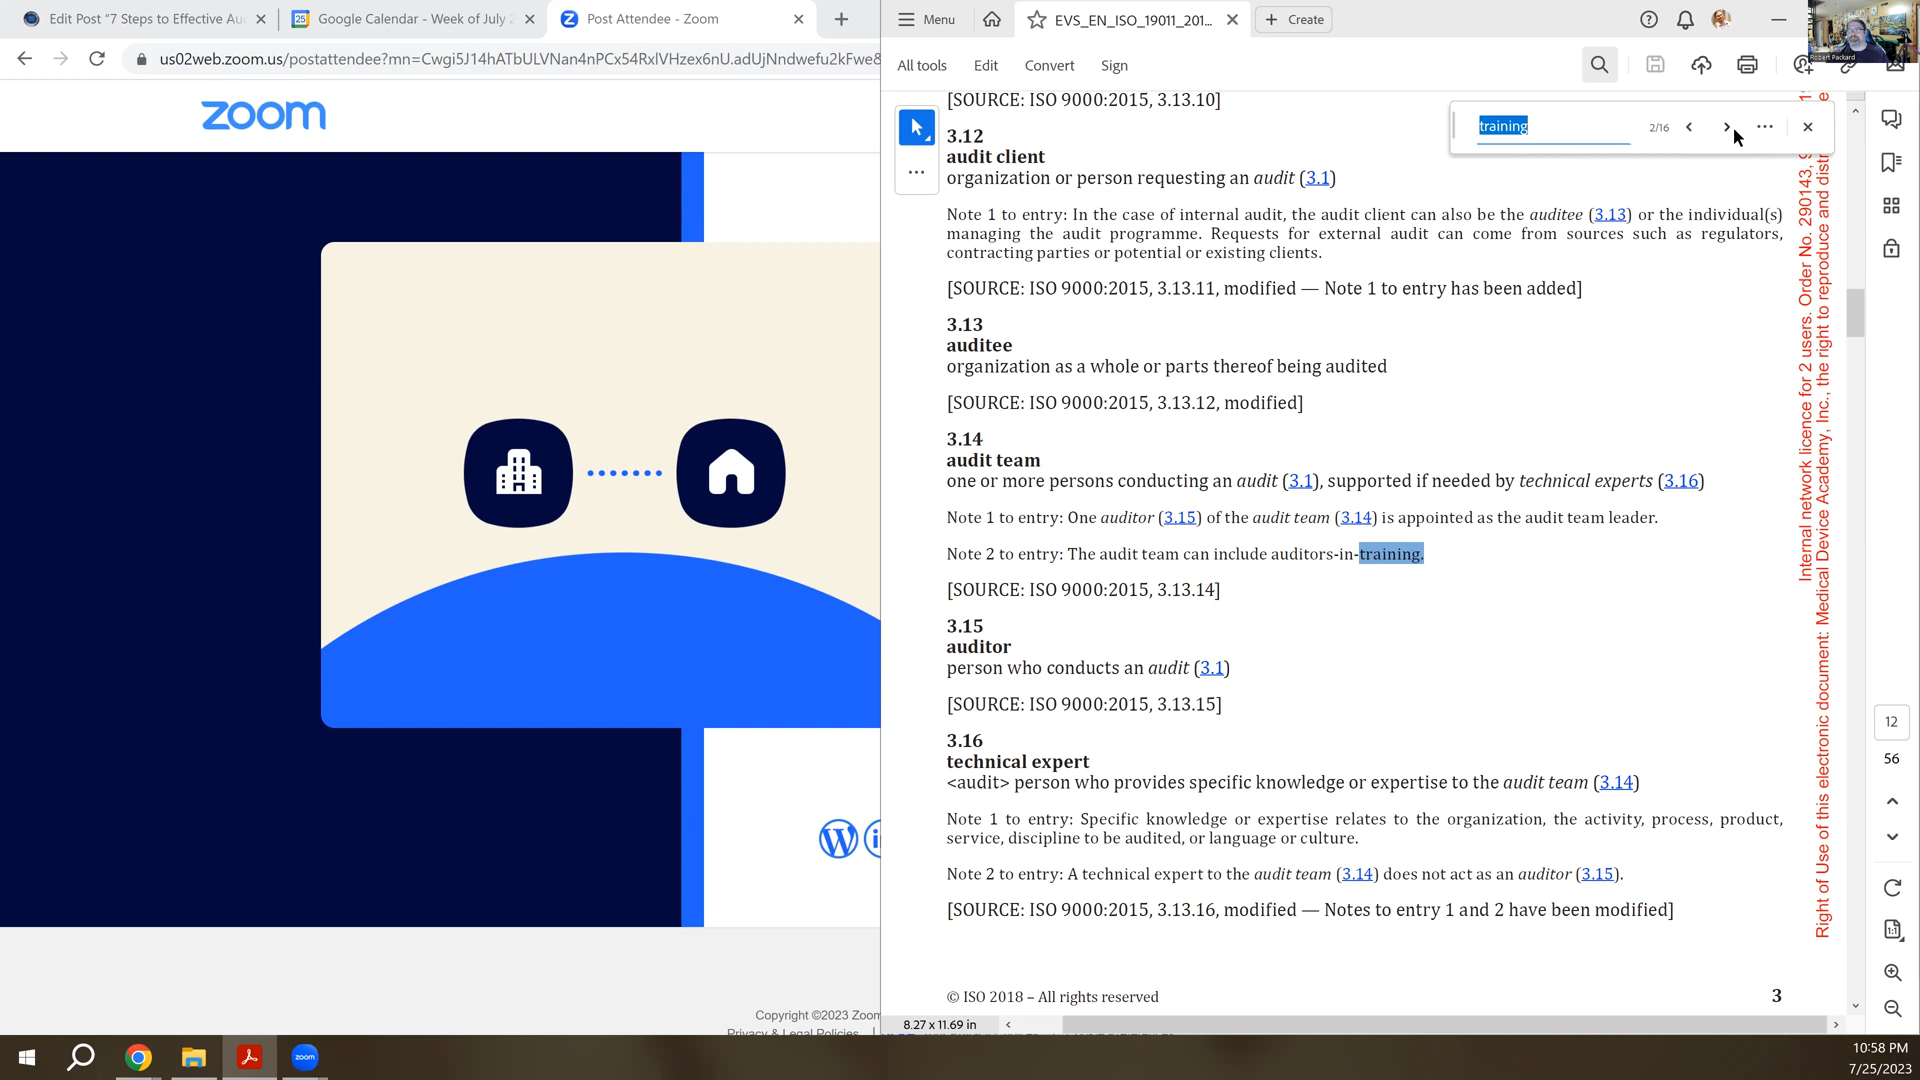 Edit Post "7 Steps to Effective Au
Google Calendar - Week of July 2
Post Attendee - Zoom
us02web.zoom.us/postattendee?mn=Cwgi5J14hATbULVNan4nPCx54RxlVHzex6nU.adUjNndwefu2kFwe8
zoom
Copyright ©2023 Zoom
Privacy & Legal Policies
Menu
EVS_EN_ISO_19011_201...
Create
All tools
Edit
Convert
Sign
Robert Packard
training
2/16
[SOURCE: ISO 9000:2015, 3.13.10]
3.12
audit client
organization or person requesting an audit (3.1)
Note 1 to entry: In the case of internal audit, the audit client can also be the auditee (3.13) or the individual(s)
managing the audit programme. Requests for external audit can come from sources such as regulators,
contracting parties or potential or existing clients.
[SOURCE: ISO 9000:2015, 3.13.11, modified — Note 1 to entry has been added]
3.13
auditee
organization as a whole or parts thereof being audited
[SOURCE: ISO 9000:2015, 3.13.12, modified]
3.14
audit team
one or more persons conducting an audit (3.1), supported if needed by technical experts (3.16)
Note 1 to entry: One auditor (3.15) of the audit team (3.14) is appointed as the audit team leader.
Note 2 to entry: The audit team can include auditors-in-training.
[SOURCE: ISO 9000:2015, 3.13.14]
3.15
auditor
person who conducts an audit (3.1)
[SOURCE: ISO 9000:2015, 3.13.15]
3.16
technical expert
<audit> person who provides specific knowledge or expertise to the audit team (3.14)
Note 1 to entry: Specific knowledge or expertise relates to the organization, the activity, process, product,
service, discipline to be audited, or language or culture.
Note 2 to entry: A technical expert to the audit team (3.14) does not act as an auditor (3.15).
[SOURCE: ISO 9000:2015, 3.13.16, modified — Notes to entry 1 and 2 have been modified]
© ISO 2018 – All rights reserved
3
Internal network licence for 2 users. Order No. 290143,
Right of Use of this electronic document: Medical Device Academy, Inc., the right to reproduce and distr
12
56
8.27 x 11.69 in
zoom
10:58 PM
7/25/2023